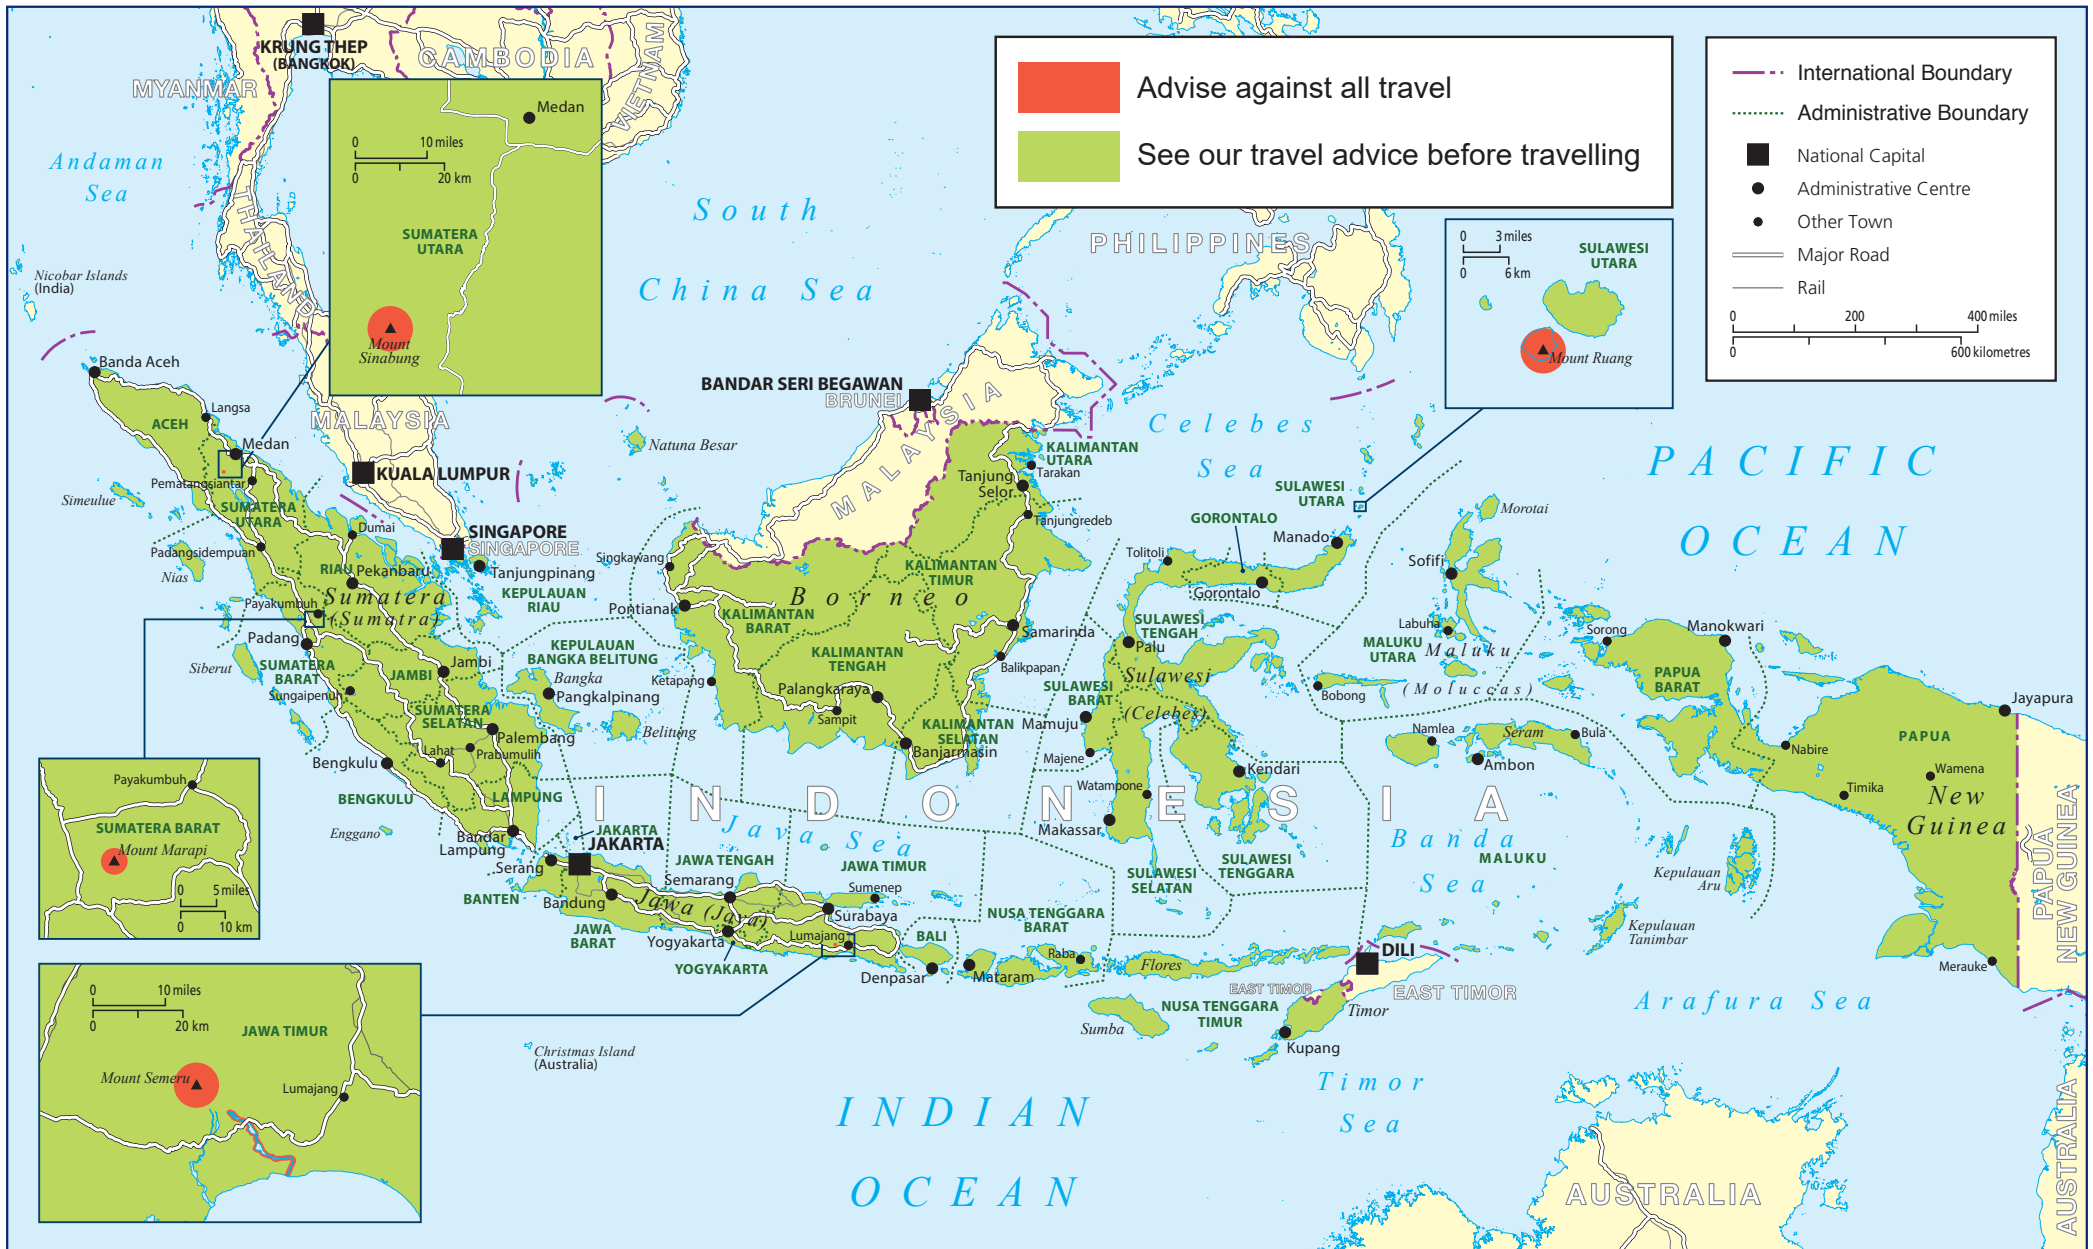 KRUNG THEP
(BANGKOK)
MYANMAR
CAMBODIA
VIETNAM
THAILAND
Andaman
Sea
Nicobar Islands
(India)
Medan
0 10 miles
0 20 km
SUMATERA
UTARA
Mount
Sinabung
South
China Sea
Advise against all travel
See our travel advice before travelling
International Boundary
Administrative Boundary
National Capital
Administrative Centre
Other Town
Major Road
Rail
0 200 400 miles
0 600 kilometres
PHILIPPINES
0 3 miles
0 6 km
SULAWESI
UTARA
Mount Ruang
BANDAR SERI BEGAWAN
BRUNEI
MALAYSIA
Celebes
Sea
PACIFIC
OCEAN
Banda Aceh
Langsa
ACEH
Medan
MALAYSIA
KUALA LUMPUR
Natuna Besar
Simeulue
Pematangsiantar
SUMATERA
UTARA
Dumai
SINGAPORE
SINGAPORE
Padangsidempuan
Nias
RIAU
Pekanbaru
Tanjungpinang
KEPULAUAN
RIAU
Payakumbuh
Sumatera
(Sumatra)
Padang
Siberut
SUMATERA
BARAT
Sungaipenuh
JAMBI
Jambi
KEPULAUAN
BANGKA BELITUNG
Bangka
Pangkalpinang
Belitung
SUMATERA
SELATAN
Palembang
Lahat
Prabumulih
Bengkulu
BENGKULU
LAMPUNG
Enggano
Bandar
Lampung
Singkawang
Pontianak
KALIMANTAN
BARAT
Borneo
Ketapang
KALIMANTAN
UTARA
Tarakan
Tanjung
Selor
Tanjungredeb
KALIMANTAN
TIMUR
Samarinda
Balikpapan
KALIMANTAN
TENGAH
Palangkaraya
Sampit
KALIMANTAN
SELATAN
Banjarmasin
SULAWESI
UTARA
GORONTALO
Manado
Tolitoli
Gorontalo
SULAWESI
TENGAH
Palu
Sulawesi
(Celebes)
SULAWESI
BARAT
Mamuju
Majene
Watampone
Makassar
Kendari
SULAWESI
SELATAN
SULAWESI
TENGGARA
Morotai
Sofifi
Labuha
MALUKU
UTARA
Maluku
(Moluccas)
Bobong
Sorong
Manokwari
PAPUA
BARAT
Namlea
Seram
Bula
Ambon
Jayapura
PAPUA
Nabire
Wamena
Timika
New
Guinea
PAPUA
NEW GUINEA
INDONESIA
Java Sea
Banda
Sea
MALUKU
Kepulauan
Aru
Kepulauan
Tanimbar
Merauke
Arafura Sea
Payakumbuh
SUMATERA BARAT
Mount Marapi
0 5 miles
0 10 km
JAKARTA
JAKARTA
Serang
BANTEN
Bandung
JAWA
BARAT
JAWA TENGAH
Semarang
Jawa (Java)
Yogyakarta
YOGYAKARTA
JAWA TIMUR
Sumenep
Surabaya
Lumajang
BALI
Denpasar
Mataram
NUSA TENGGARA
BARAT
Raba
Flores
Sumba
NUSA TENGGARA
TIMUR
EAST TIMOR
DILI
EAST TIMOR
Timor
Kupang
0 10 miles
0 20 km
JAWA TIMUR
Mount Semeru
Lumajang
Christmas Island
(Australia)
INDIAN
OCEAN
Timor
Sea
AUSTRALIA
AUSTRALIA